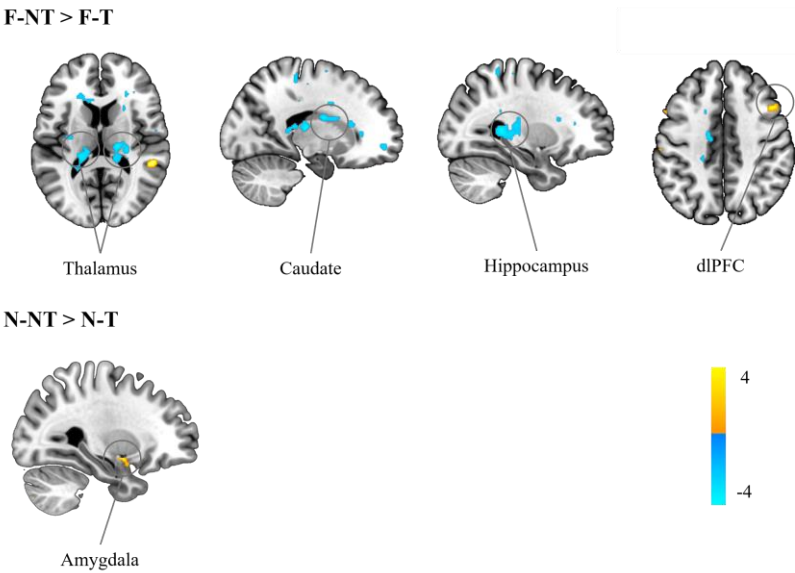 F-NT > F-T
Thalamus
Caudate
Hippocampus
dlPFC
N-NT > N-T
4
-4
Amygdala